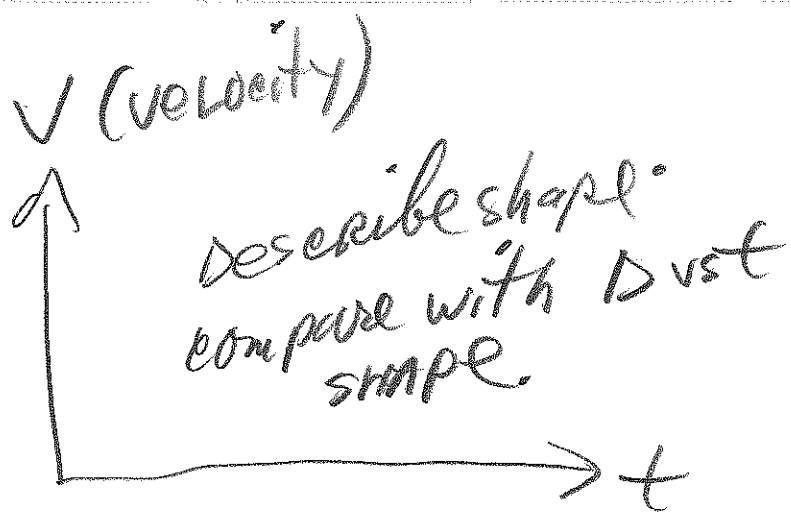 V (velocity)
Describe shape.
compare with D vs t
shape.
t